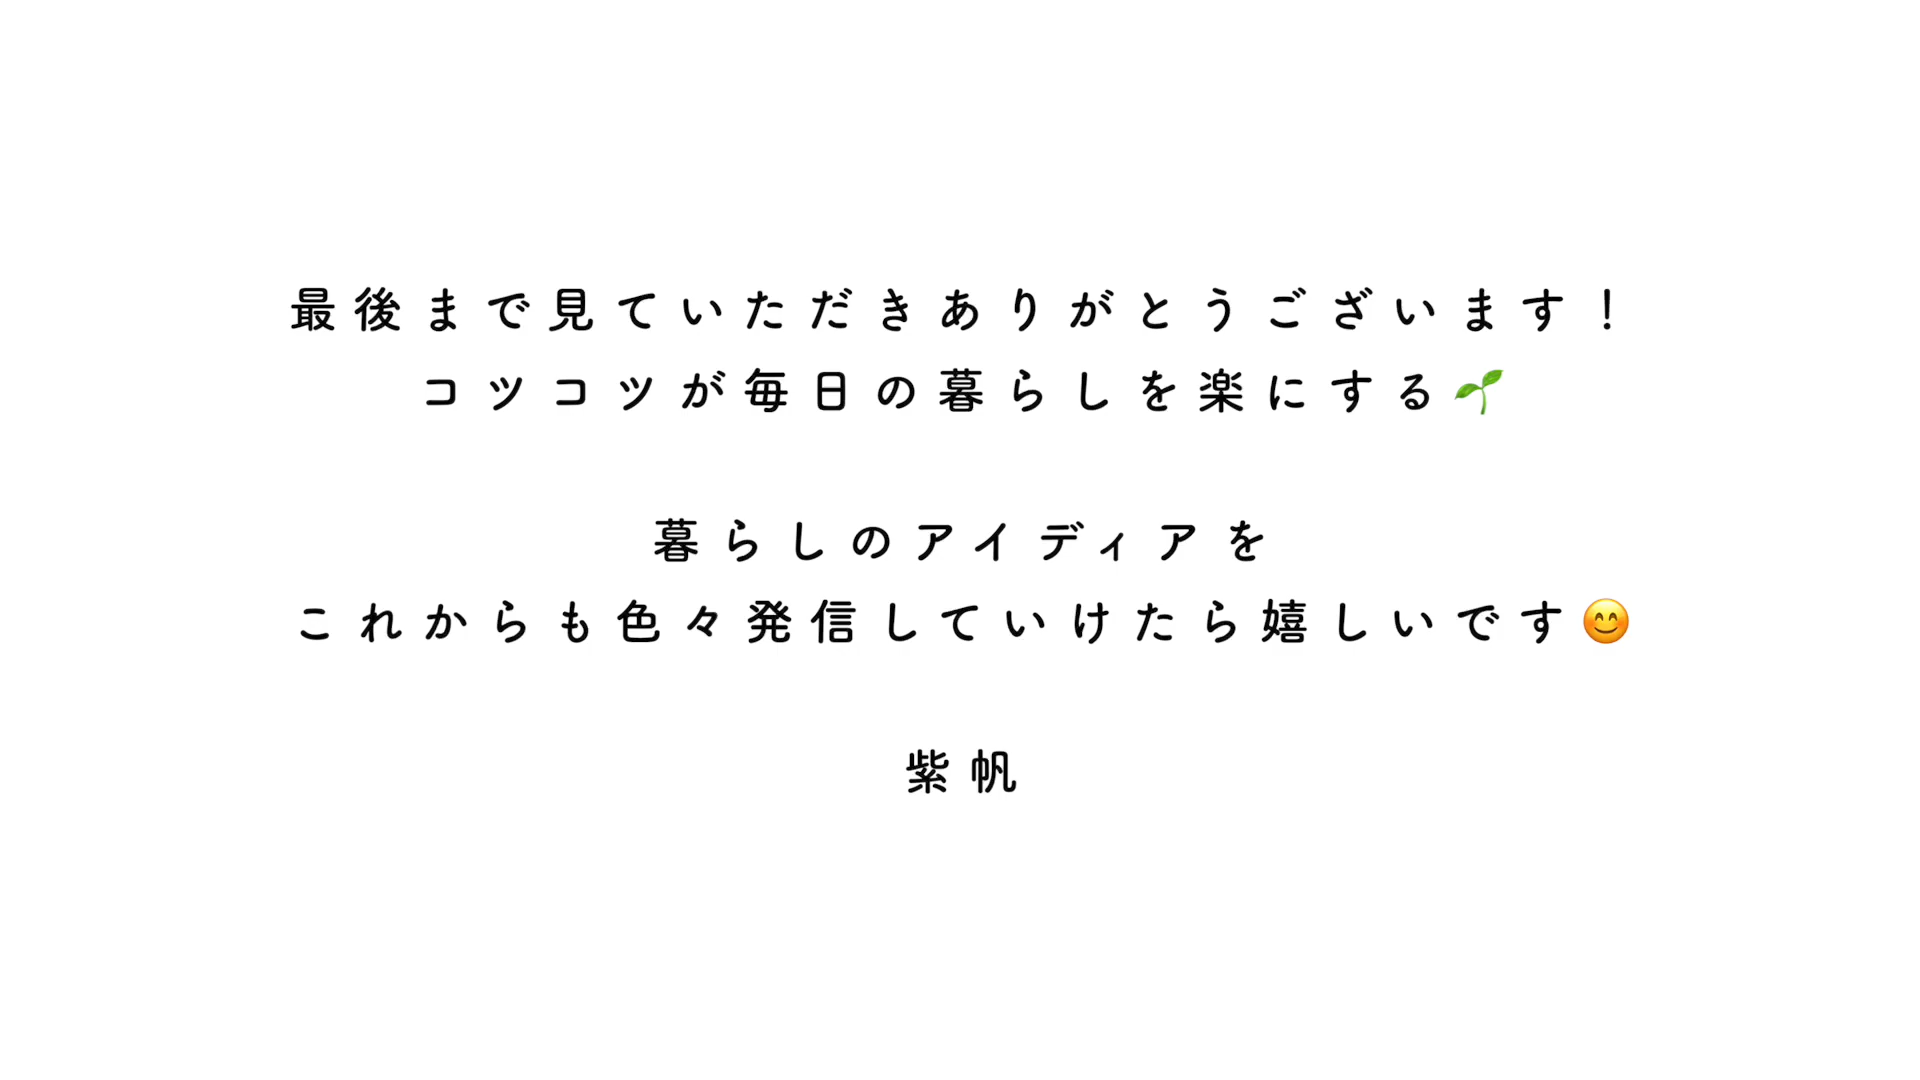 最後まで見ていただきありがとうございます！
コツコツが毎日の暮らしを楽にする🌱
暮らしのアイディアを
これからも色々発信していけたら嬉しいです😊
紫帆